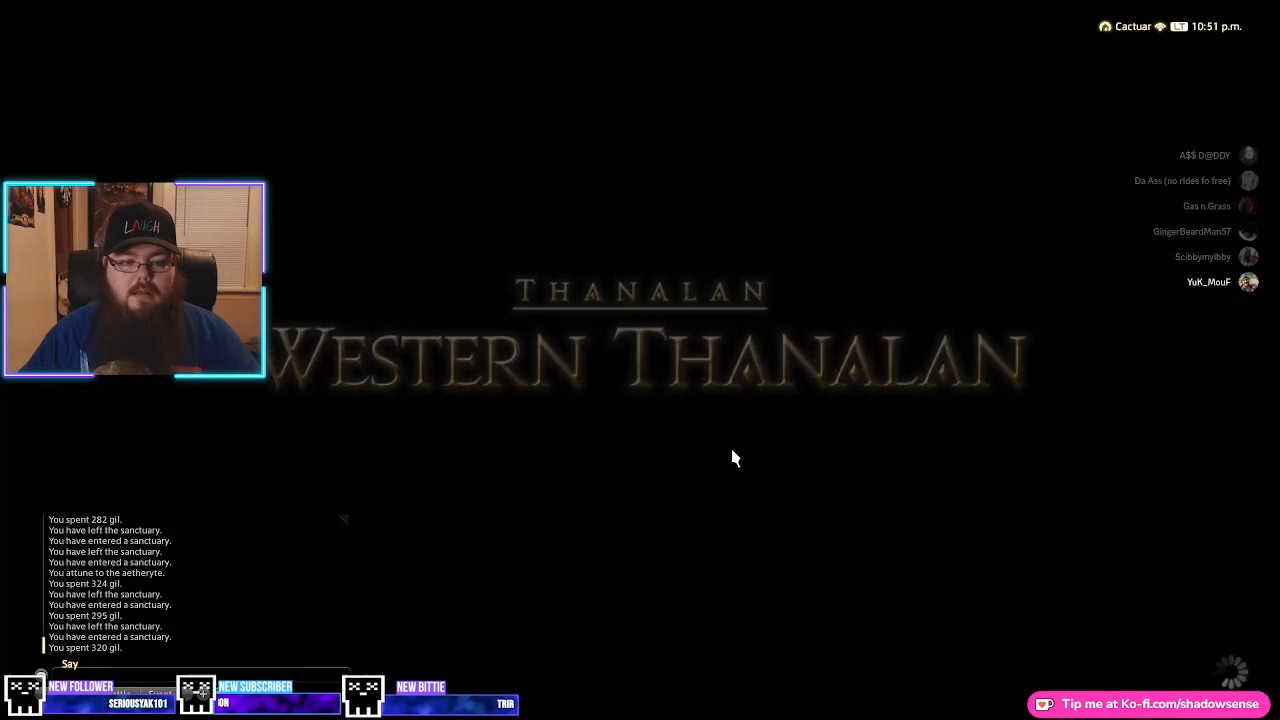 Cactuar LT 10:51 p.m.
A$$ D@DDY
Da Ass (no rides fo free)
Gas n Grass
GingerBeardMan57
Scibbymyibby
YuK_MouF
LAUGH
THANALAN
WESTERN THANALAN
You spent 282 gil.
You have left the sanctuary.
You have entered a sanctuary.
You have left the sanctuary.
You have entered a sanctuary.
You attune to the aetheryte.
You spent 324 gil.
You have left the sanctuary.
You have entered a sanctuary.
You spent 295 gil.
You have left the sanctuary.
You have entered a sanctuary.
You spent 320 gil.
Say
NEW FOLLOWER
SERIOUSYAK101
NEW SUBSCRIBER
NEW BITTIE
TRIR
Tip me at Ko-fi.com/shadowsense